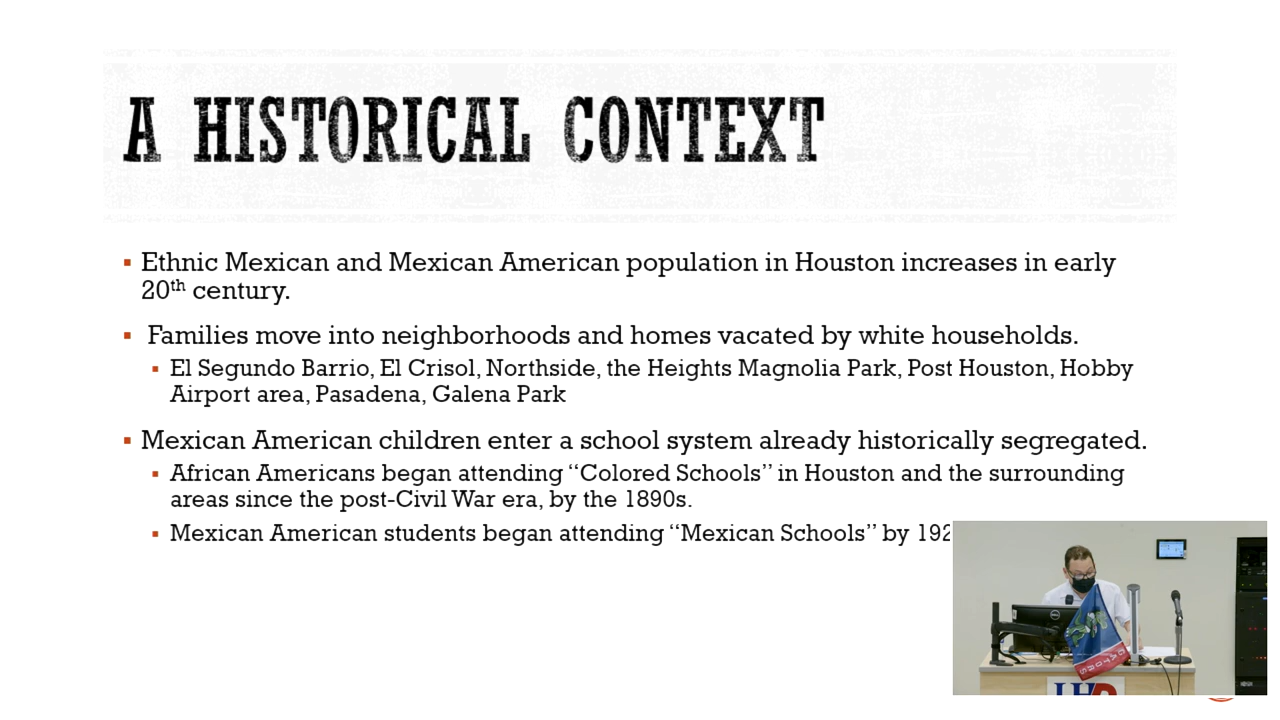 A HISTORICAL CONTEXT
▪ Ethnic Mexican and Mexican American population in Houston increases in early
20th century.
▪ Families move into neighborhoods and homes vacated by white households.
▪ El Segundo Barrio, El Crisol, Northside, the Heights Magnolia Park, Post Houston, Hobby
Airport area, Pasadena, Galena Park
▪ Mexican American children enter a school system already historically segregated.
▪ African Americans began attending “Colored Schools” in Houston and the surrounding
areas since the post-Civil War era, by the 1890s.
▪ Mexican American students began attending “Mexican Schools” by 192
GATORS
UHD